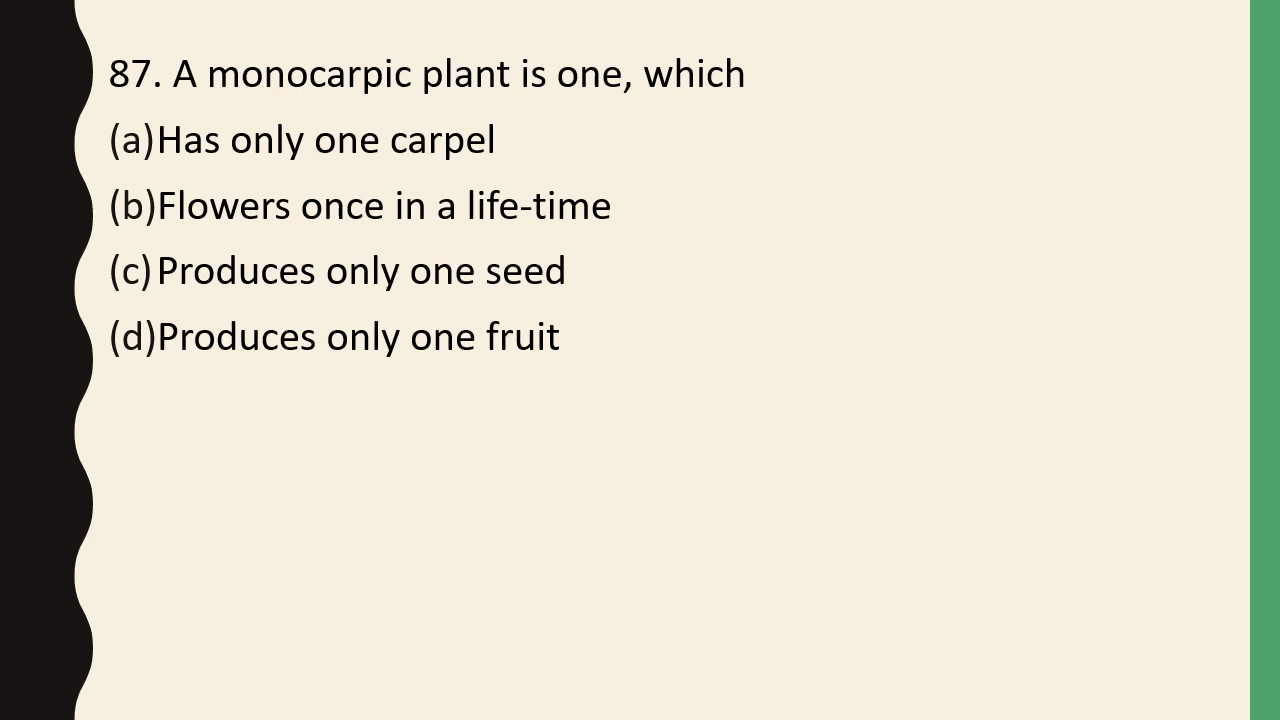 87. A monocarpic plant is one, which
(a)Has only one carpel
(b)Flowers once in a life-time
(c)Produces only one seed
(d)Produces only one fruit